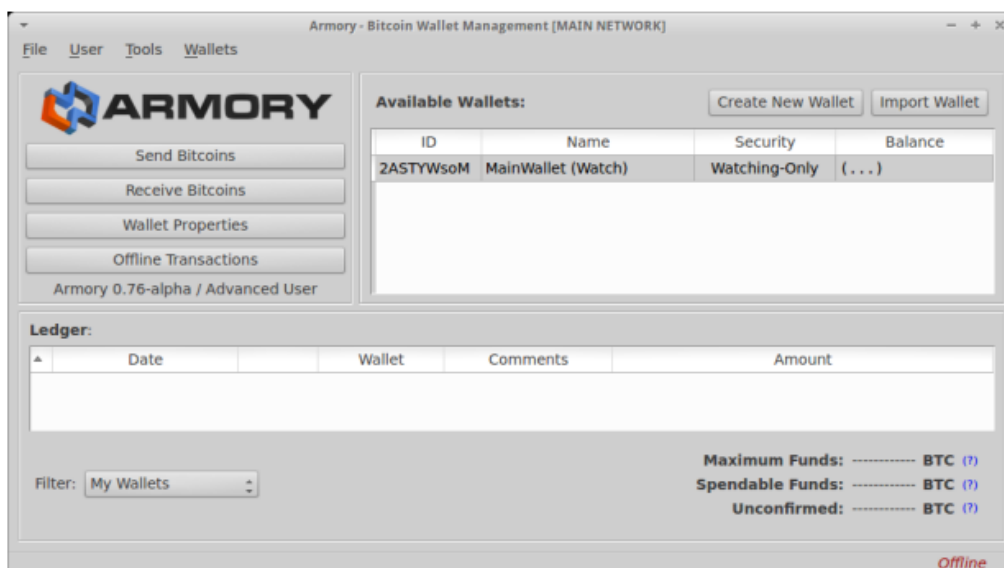 Armory - Bitcoin Wallet Management [MAIN NETWORK]
File User Tools Wallets
ARMORY
Send Bitcoins
Receive Bitcoins
Wallet Properties
Offline Transactions
Armory 0.76-alpha / Advanced User
Available Wallets:
Create New Wallet
Import Wallet
ID Name Security Balance
2ASTYWsoM MainWallet (Watch) Watching-Only (...)
Ledger:
Date Wallet Comments Amount
Filter: My Wallets
Maximum Funds: ------------ BTC (?)
Spendable Funds: ------------ BTC (?)
Unconfirmed: ------------ BTC (?)
Offline